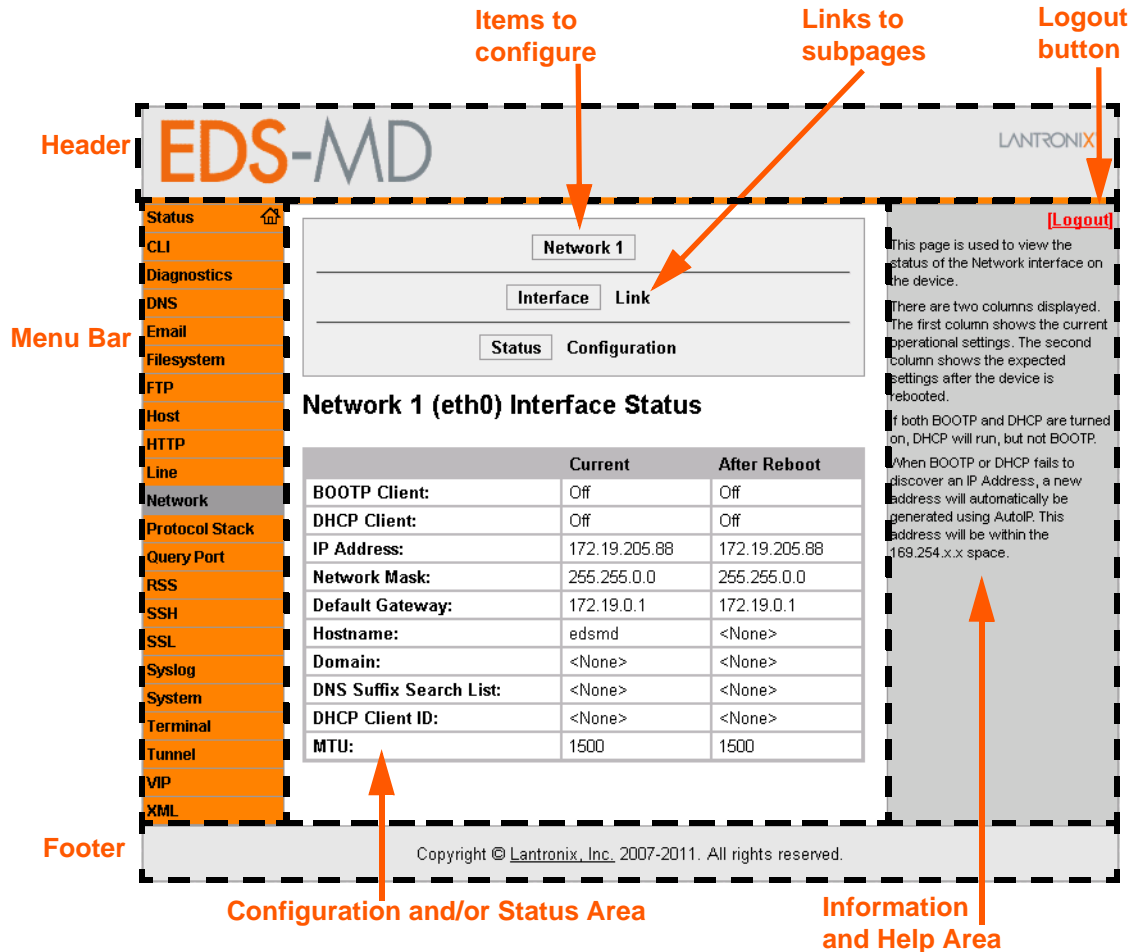 Items to
configure
Links to
subpages
Logout
button
Header
EDS-MD
LANTRONIX
Menu Bar
Status
CLI
Diagnostics
DNS
Email
Filesystem
FTP
Host
HTTP
Line
Network
Protocol Stack
Query Port
RSS
SSH
SSL
Syslog
System
Terminal
Tunnel
VIP
XML
Network 1
Interface Link
Status Configuration
Network 1 (eth0) Interface Status
Current After Reboot
BOOTP Client: Off Off
DHCP Client: Off Off
IP Address: 172.19.205.88 172.19.205.88
Network Mask: 255.255.0.0 255.255.0.0
Default Gateway: 172.19.0.1 172.19.0.1
Hostname: edsmd <None>
Domain: <None> <None>
DNS Suffix Search List: <None> <None>
DHCP Client ID: <None> <None>
MTU: 1500 1500
[Logout]
This page is used to view the
status of the Network interface on
the device.
There are two columns displayed.
The first column shows the current
operational settings. The second
column shows the expected
settings after the device is
rebooted.
If both BOOTP and DHCP are turned
on, DHCP will run, but not BOOTP.
When BOOTP or DHCP fails to
discover an IP Address, a new
address will automatically be
generated using AutoIP. This
address will be within the
169.254.x.x space.
Footer
Copyright © Lantronix, Inc. 2007-2011. All rights reserved.
Configuration and/or Status Area
Information
and Help Area